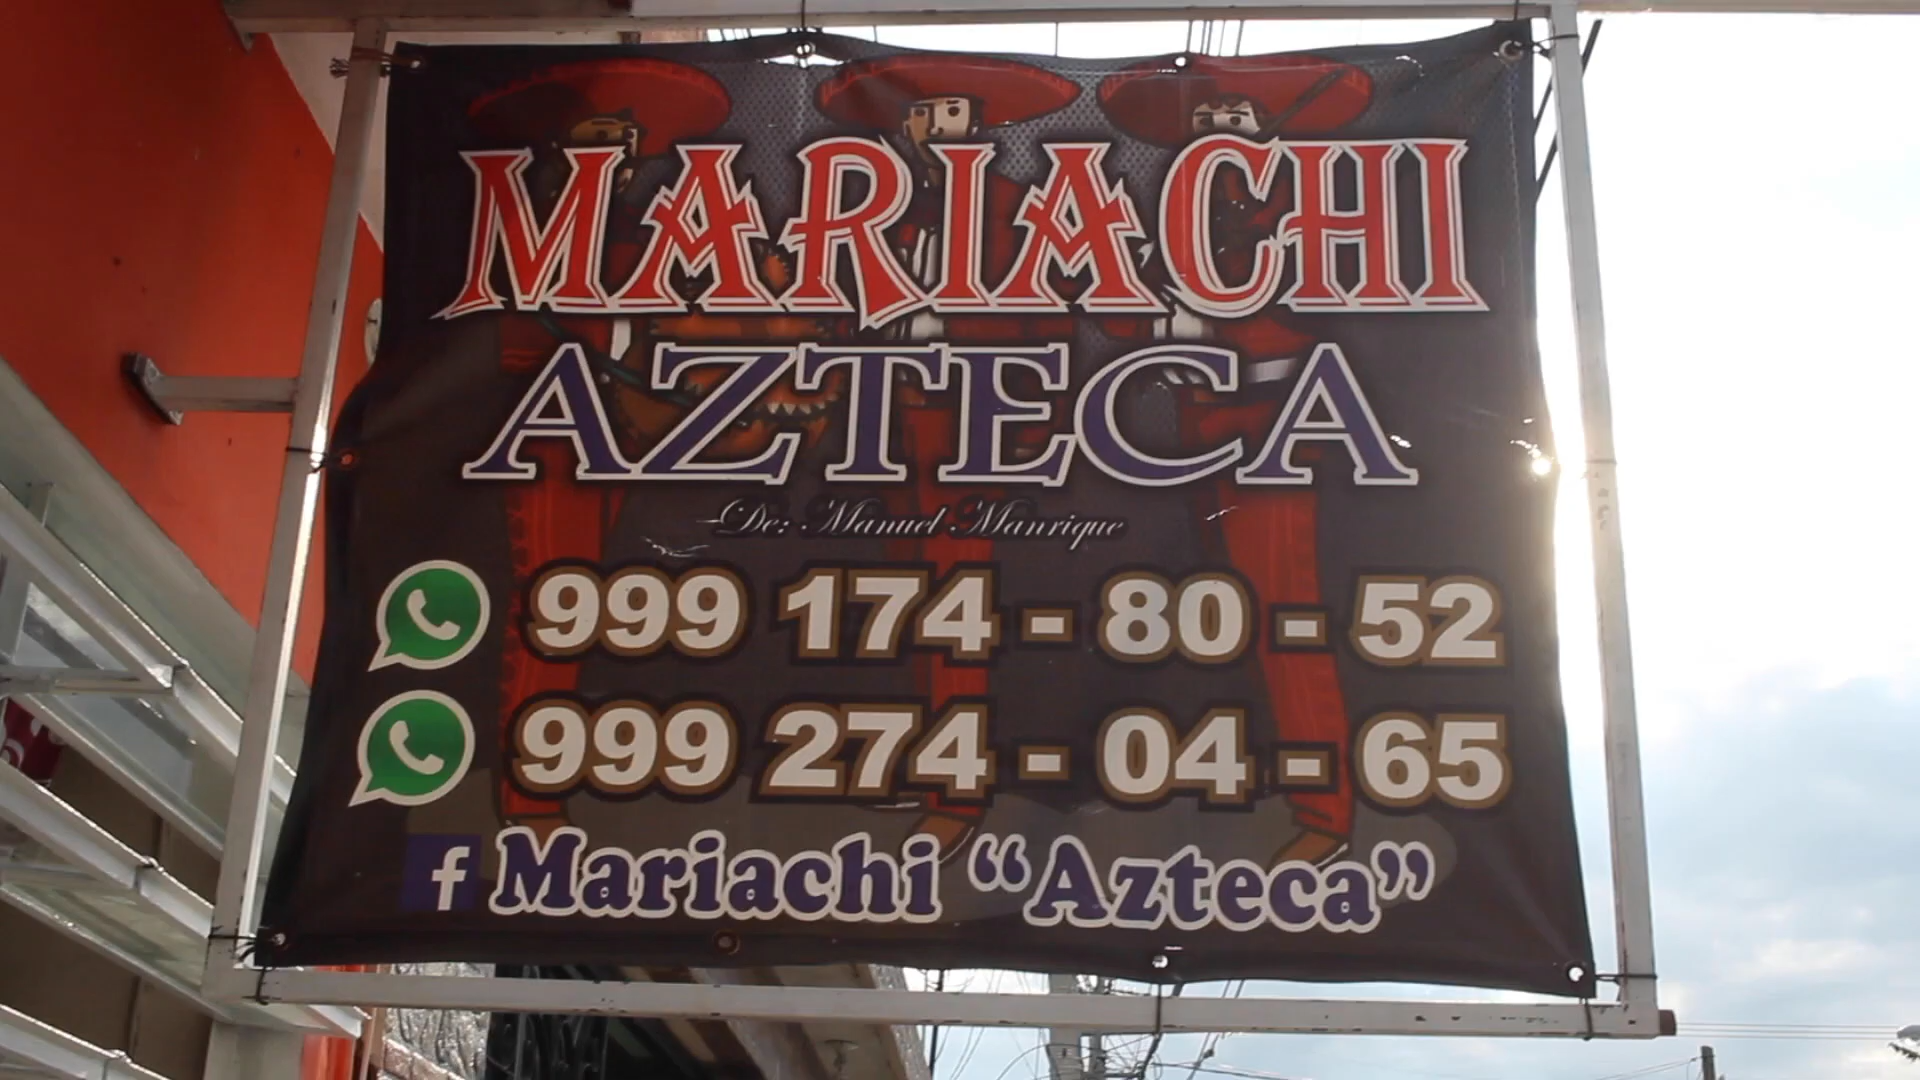 MARIACHI
AZTECA
De: Manuel Manrique
999 174 - 80 - 52
999 274 - 04 - 65
f Mariachi “Azteca”